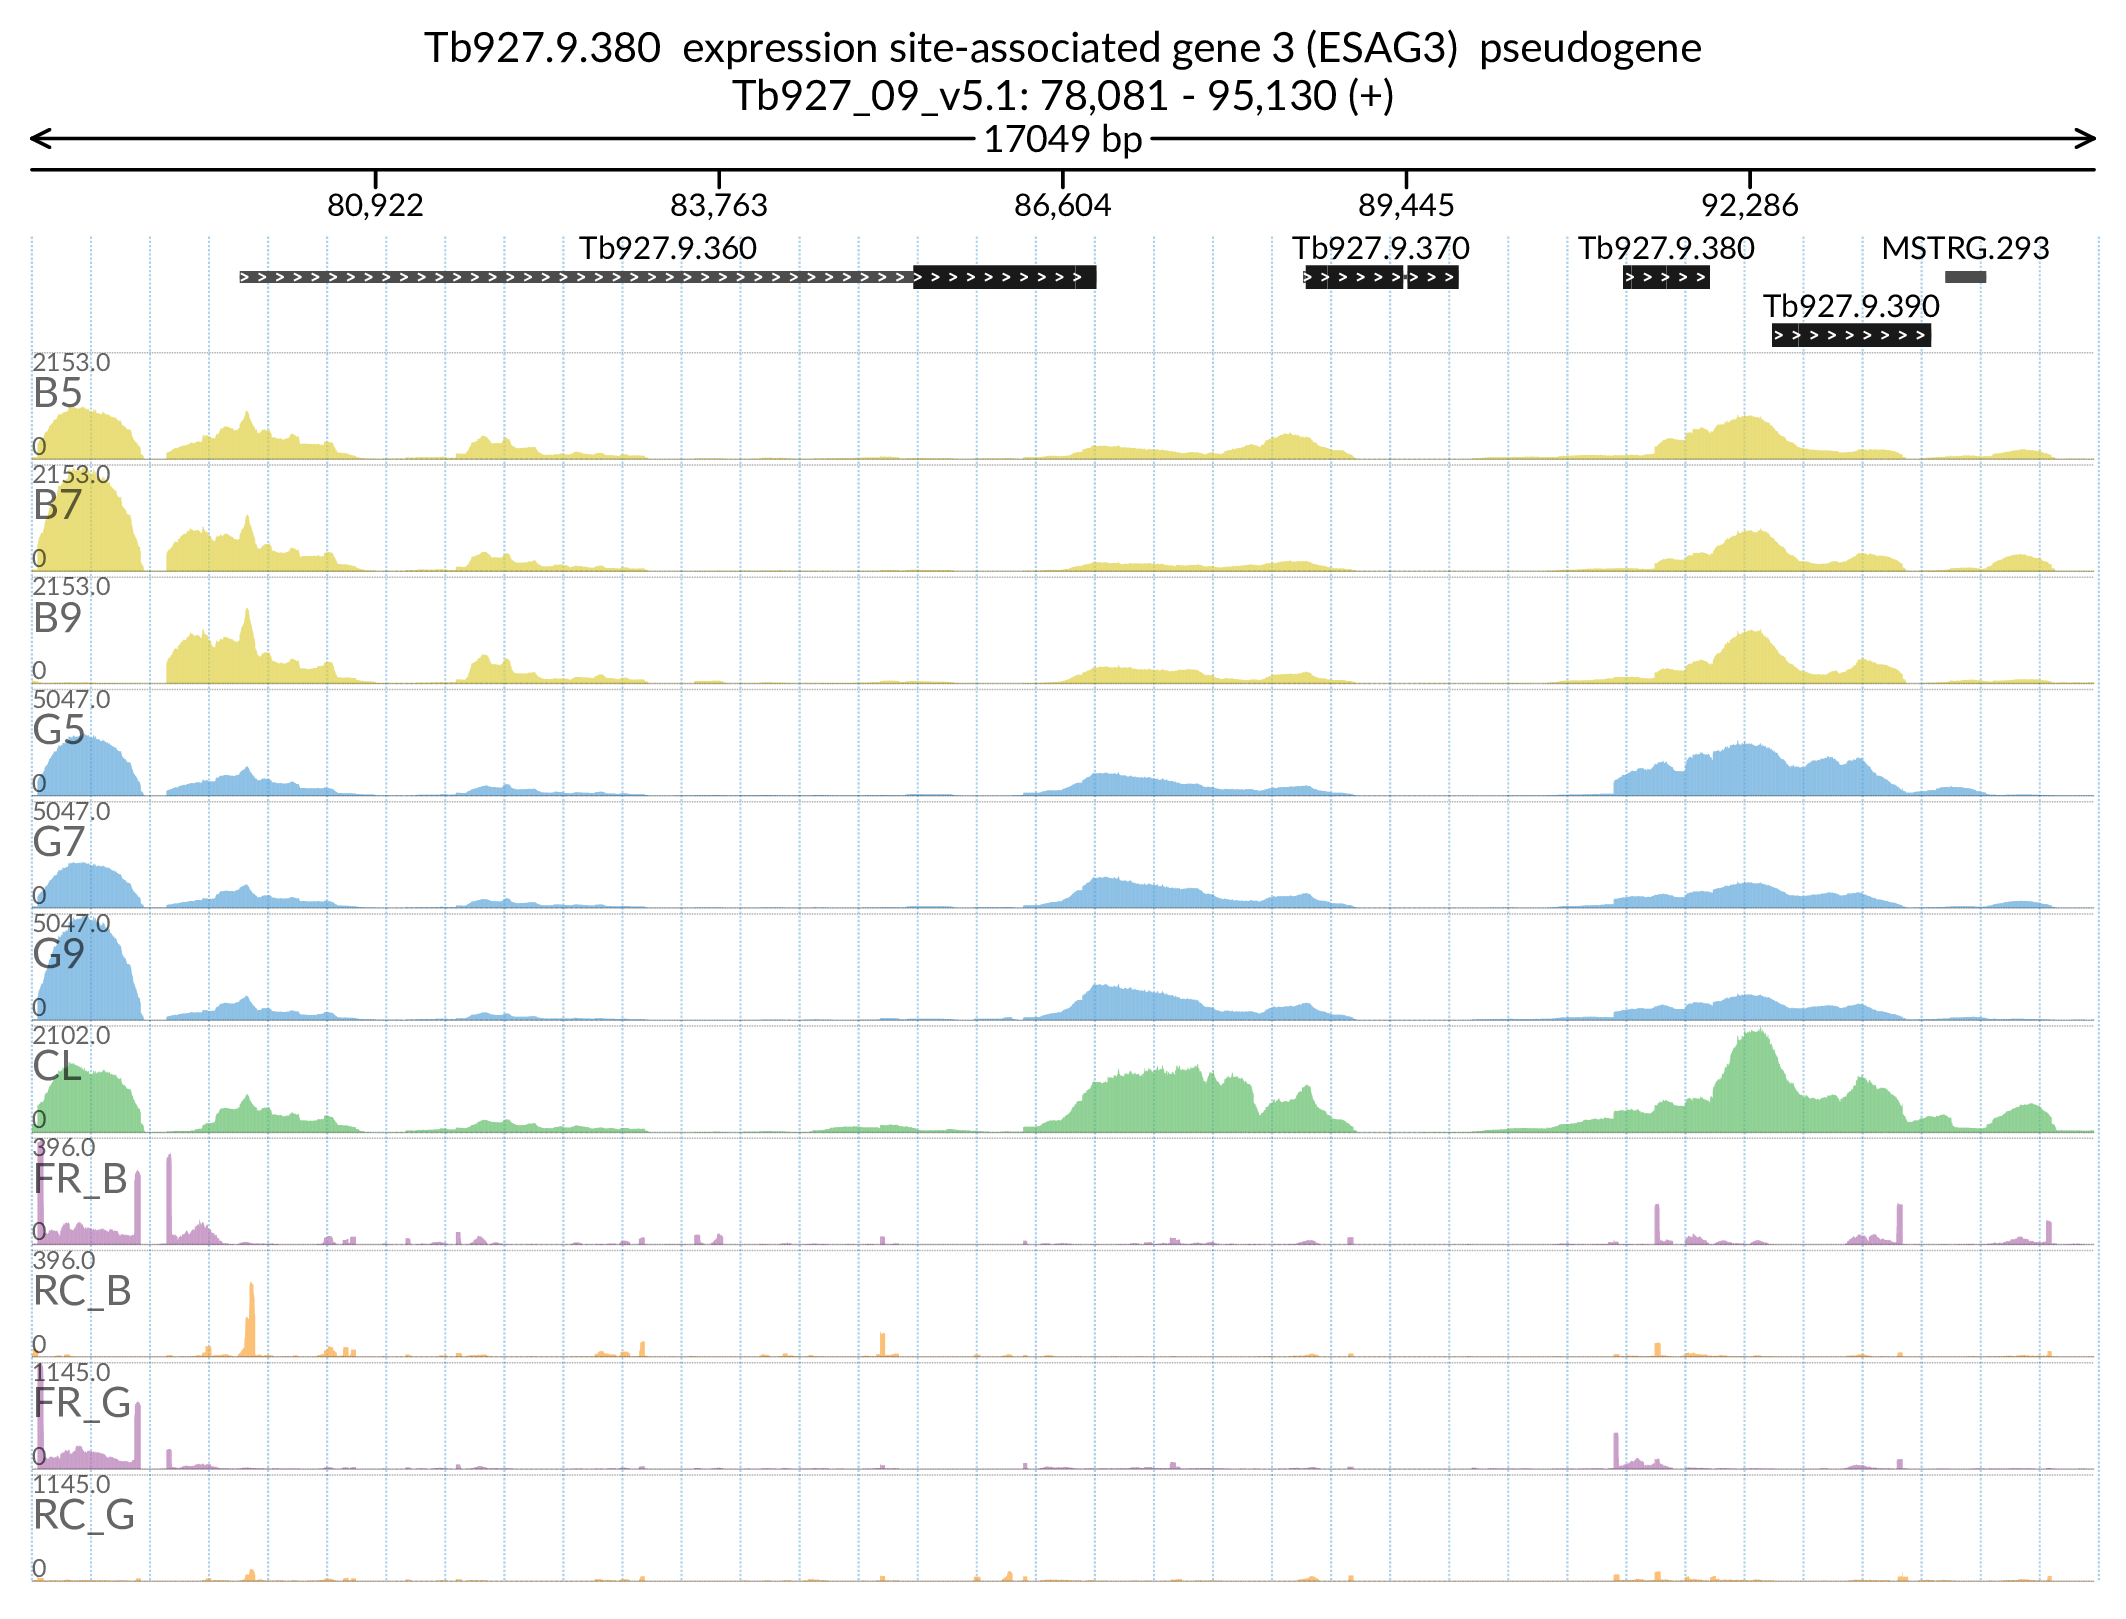 Tb927.9.380 expression site-associated gene 3 (ESAG3) pseudogene
Tb927_09_v5.1: 78,081 - 95,130 (+)
17049 bp
80,922 83,763 86,604 89,445 92,286
Tb927.9.360 Tb927.9.370 Tb927.9.380 MSTRG.293
Tb927.9.390
2153.0
B5
0
2153.0
B7
0
2153.0
B9
0
5047.0
G5
0
5047.0
G7
0
5047.0
G9
0
2102.0
CL
0
396.0
FR_B
0
396.0
RC_B
0
1145.0
FR_G
0
1145.0
RC_G
0